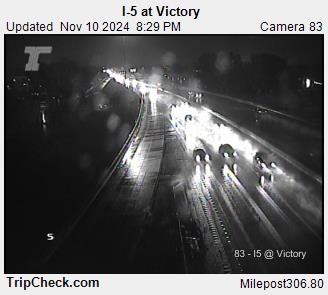 I-5 at Victory
Updated Nov 10 2024 8:29 PM Camera 83
T
S
83 - I5 @ Victory
TripCheck.com Milepost306.80